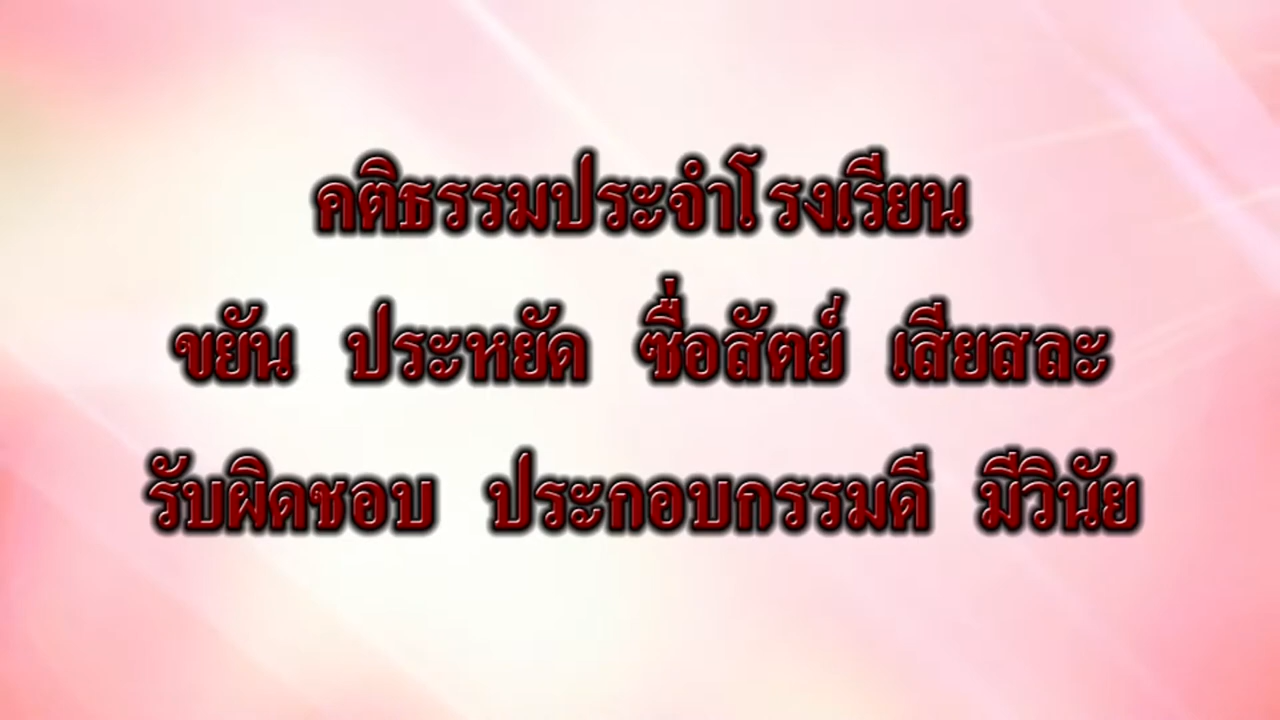 คติธรรมประจำโรงเรียน
ขยัน ประหยัด ซื่อสัตย์ เสียสละ
รับผิดชอบ ประกอบกรรมดี มีวินัย